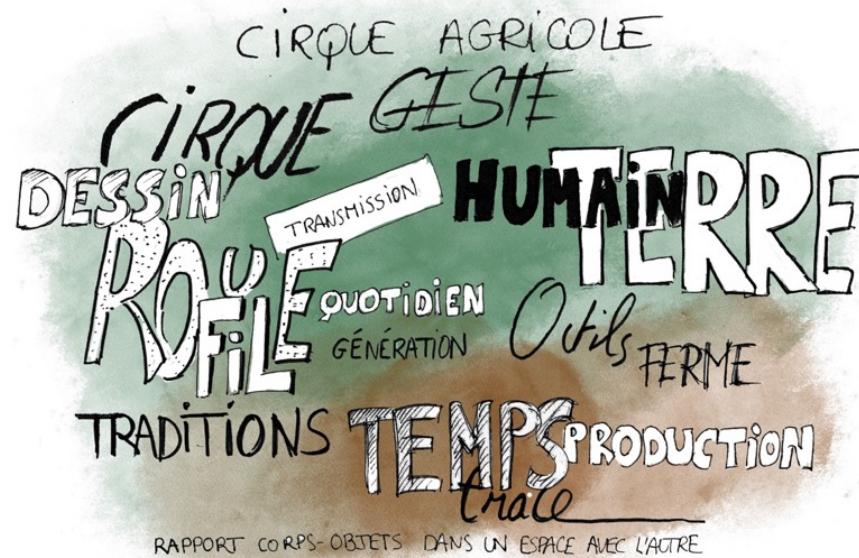 CIRQUE AGRICOLE
CIRQUE GESTE
DESSIN
TRANSMISSION
HUMAIN
TERRE
ROUE
FIL
QUOTIDIEN
GÉNÉRATION
Outils
FERME
TRADITIONS
TEMPS
PRODUCTION
trace
RAPPORT CORPS-OBJETS DANS UN ESPACE AVEC L'AUTRE